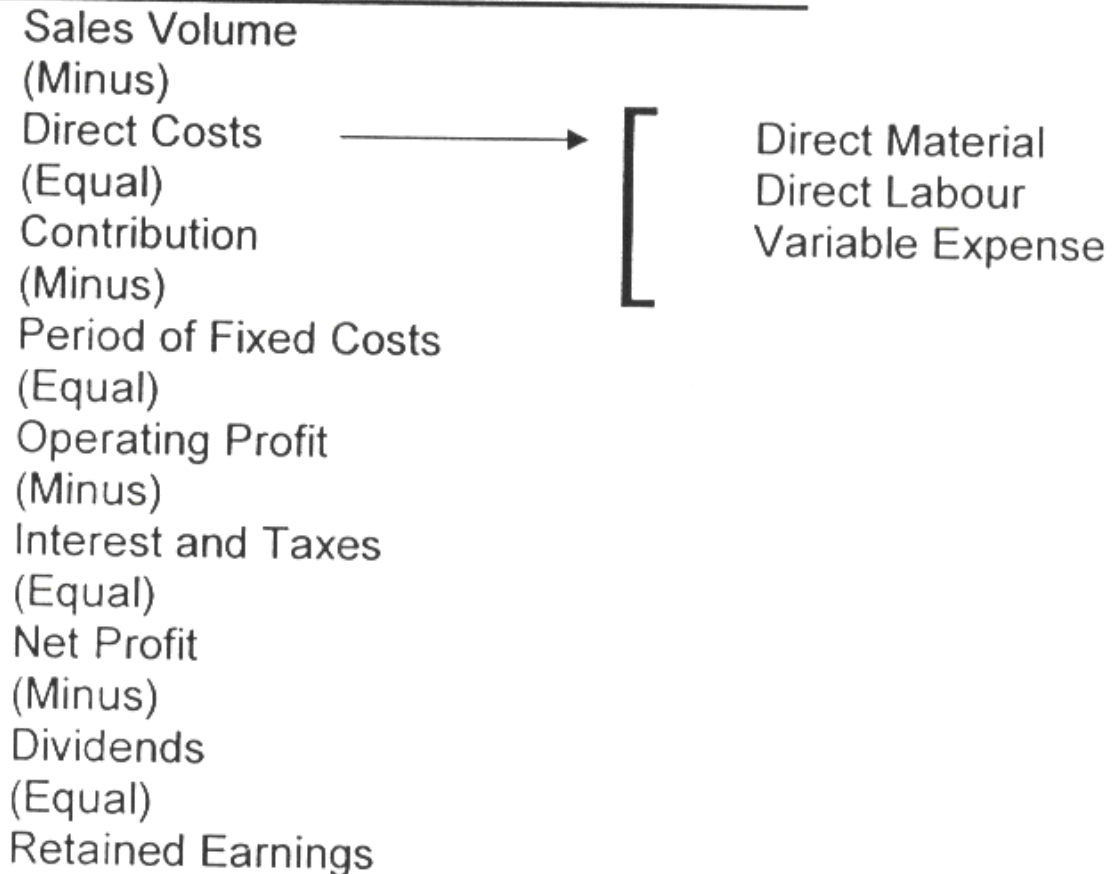 Sales Volume
(Minus)
Direct Costs
(Equal)
Contribution
(Minus)
Period of Fixed Costs
(Equal)
Operating Profit
(Minus)
Interest and Taxes
(Equal)
Net Profit
(Minus)
Dividends
(Equal)
Retained Earnings
Direct Material
Direct Labour
Variable Expense